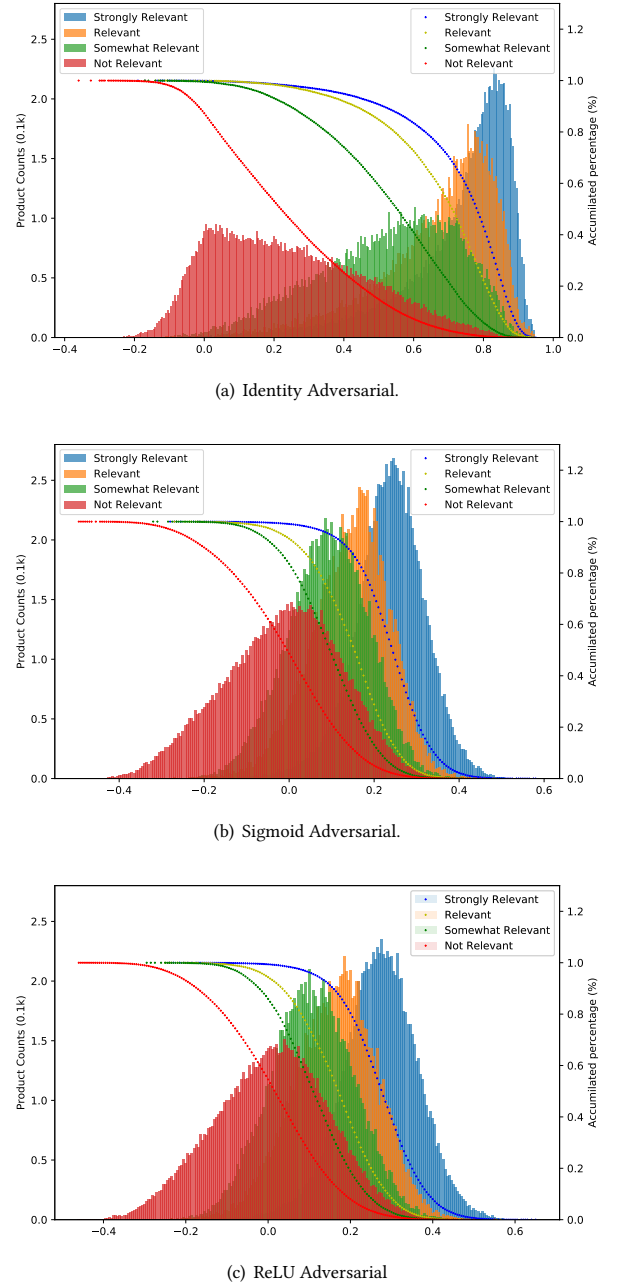 Strongly Relevant
Relevant
Somewhat Relevant
Not Relevant
Strongly Relevant
Relevant
Somewhat Relevant
Not Relevant
Product Counts (0.1k)
0.0
0.5
1.0
1.5
2.0
2.5
Accumilated percentage (%)
0.0
0.2
0.4
0.6
0.8
1.0
1.2
−0.4 −0.2 0.0 0.2 0.4 0.6 0.8 1.0
(a) Identity Adversarial.
Strongly Relevant
Relevant
Somewhat Relevant
Not Relevant
Strongly Relevant
Relevant
Somewhat Relevant
Not Relevant
Product Counts (0.1k)
0.0
0.5
1.0
1.5
2.0
2.5
Accumilated percentage (%)
0.0
0.2
0.4
0.6
0.8
1.0
1.2
−0.4 −0.2 0.0 0.2 0.4 0.6
(b) Sigmoid Adversarial.
Strongly Relevant
Relevant
Somewhat Relevant
Not Relevant
Product Counts (0.1k)
0.0
0.5
1.0
1.5
2.0
2.5
Accumilated percentage (%)
0.0
0.2
0.4
0.6
0.8
1.0
1.2
−0.4 −0.2 0.0 0.2 0.4 0.6
(c) ReLU Adversarial